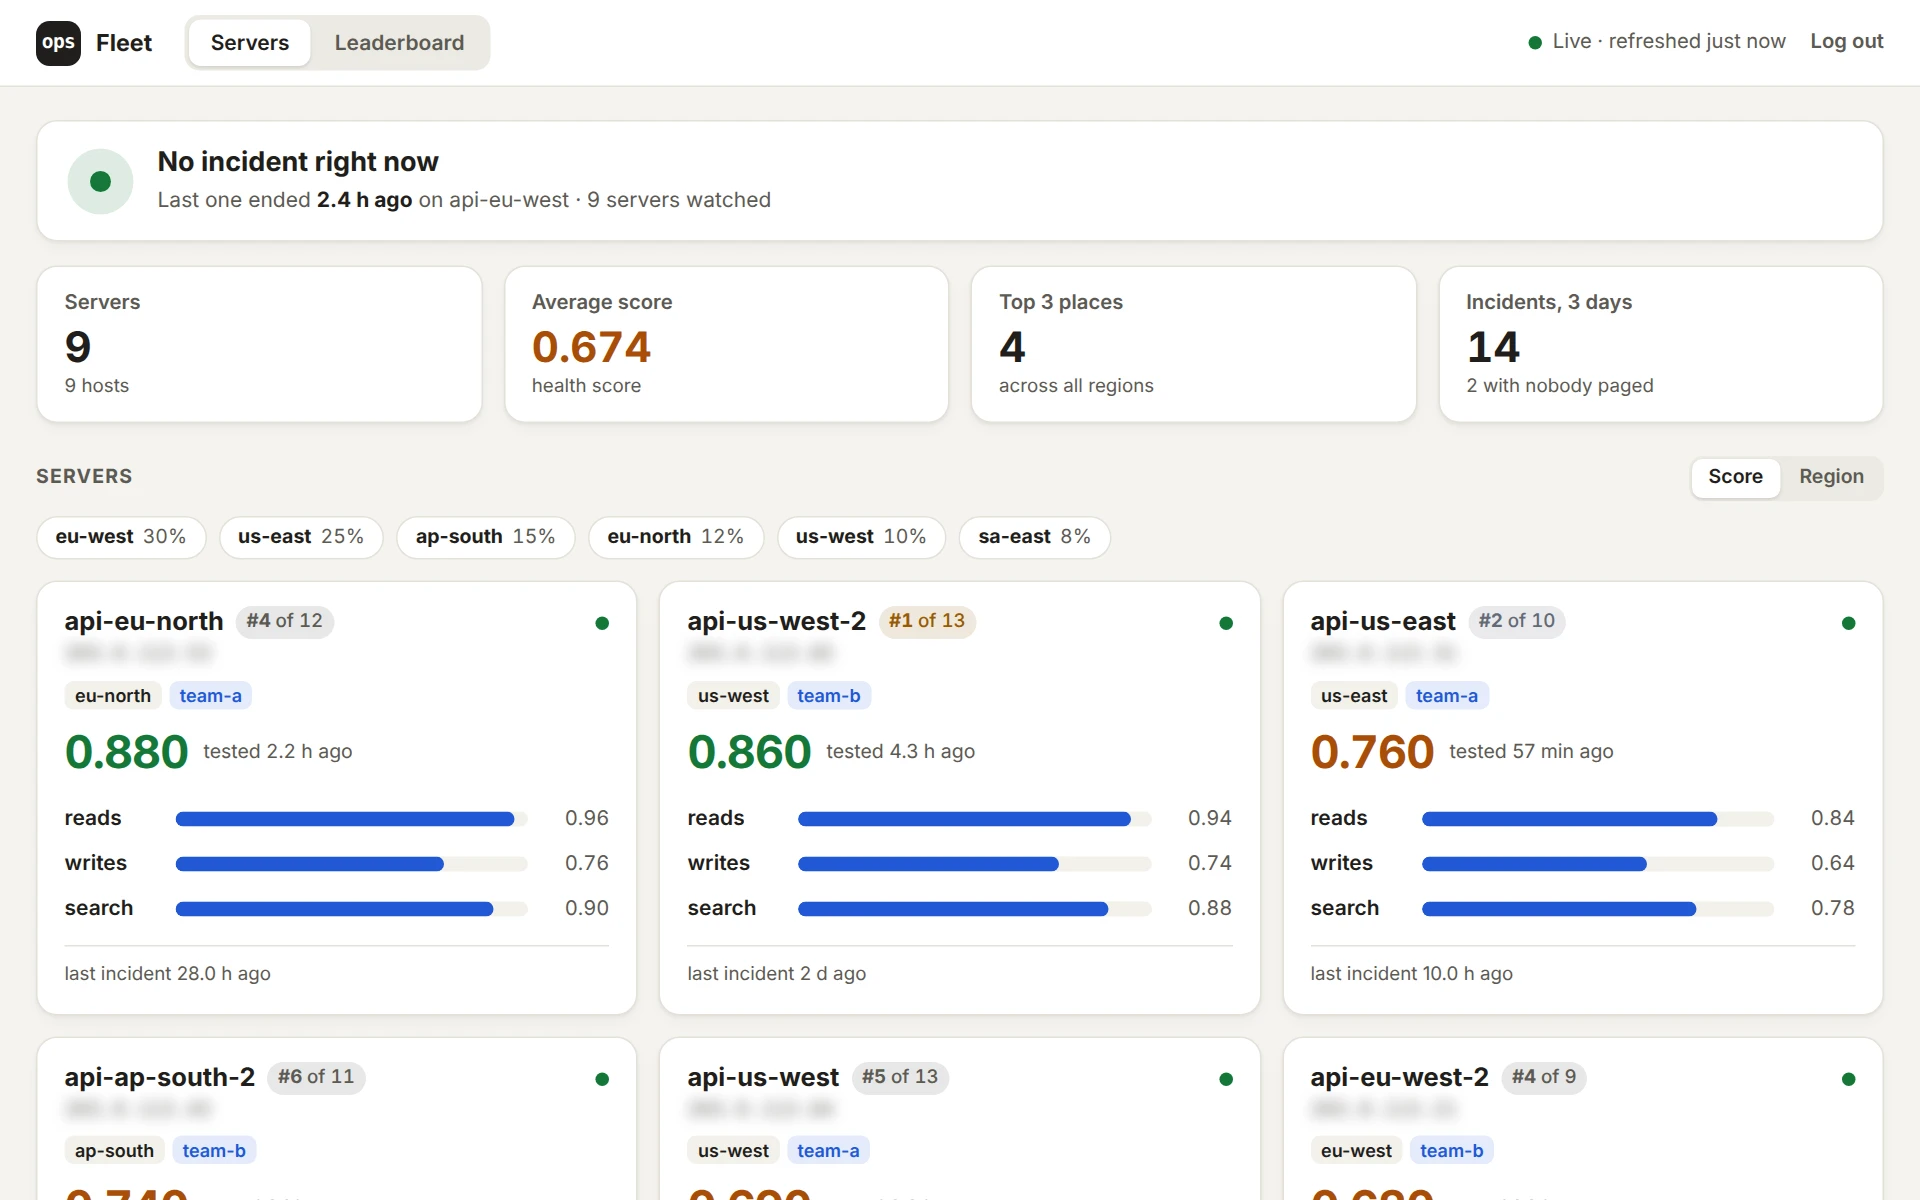 ops Fleet Servers Leaderboard Live · refreshed just now Log out
No incident right now
Last one ended 2.4 h ago on api-eu-west · 9 servers watched
Servers
9
9 hosts
Average score
0.674
health score
Top 3 places
4
across all regions
Incidents, 3 days
14
2 with nobody paged
SERVERS
Score Region
eu-west 30% us-east 25% ap-south 15% eu-north 12% us-west 10% sa-east 8%
api-eu-north #4 of 12
eu-north team-a
0.880 tested 2.2 h ago
reads 0.96
writes 0.76
search 0.90
last incident 28.0 h ago
api-us-west-2 #1 of 13
us-west team-b
0.860 tested 4.3 h ago
reads 0.94
writes 0.74
search 0.88
last incident 2 d ago
api-us-east #2 of 10
us-east team-a
0.760 tested 57 min ago
reads 0.84
writes 0.64
search 0.78
last incident 10.0 h ago
api-ap-south-2 #6 of 11
ap-south team-b
api-us-west #5 of 13
us-west team-a
api-eu-west-2 #4 of 9
eu-west team-b